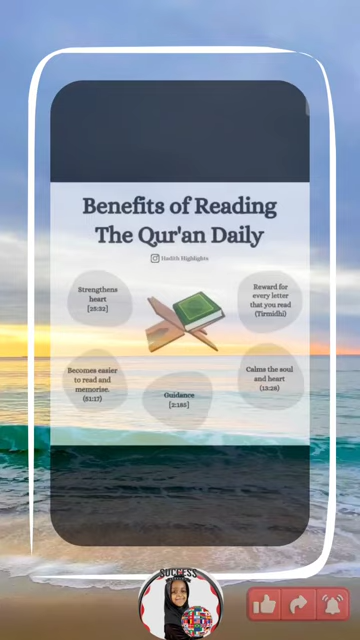 Benefits of Reading
The Qur'an Daily
Hadith Highlights
Strengthens
heart
[25:32]
Reward for
every letter
that you read
(Tirmidhi)
Becomes easier
to read and
memorise.
(51:17)
Calms the soul
and heart
(13:28)
Guidance
[2:185]
SUCCESS